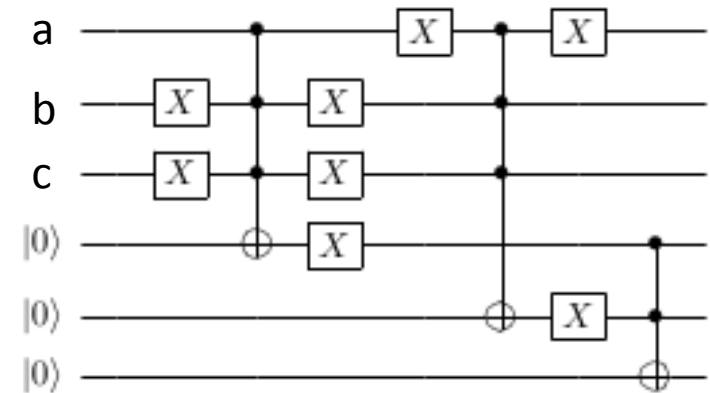 a X X
b X X
c X X
|0⟩ X
|0⟩ X
|0⟩